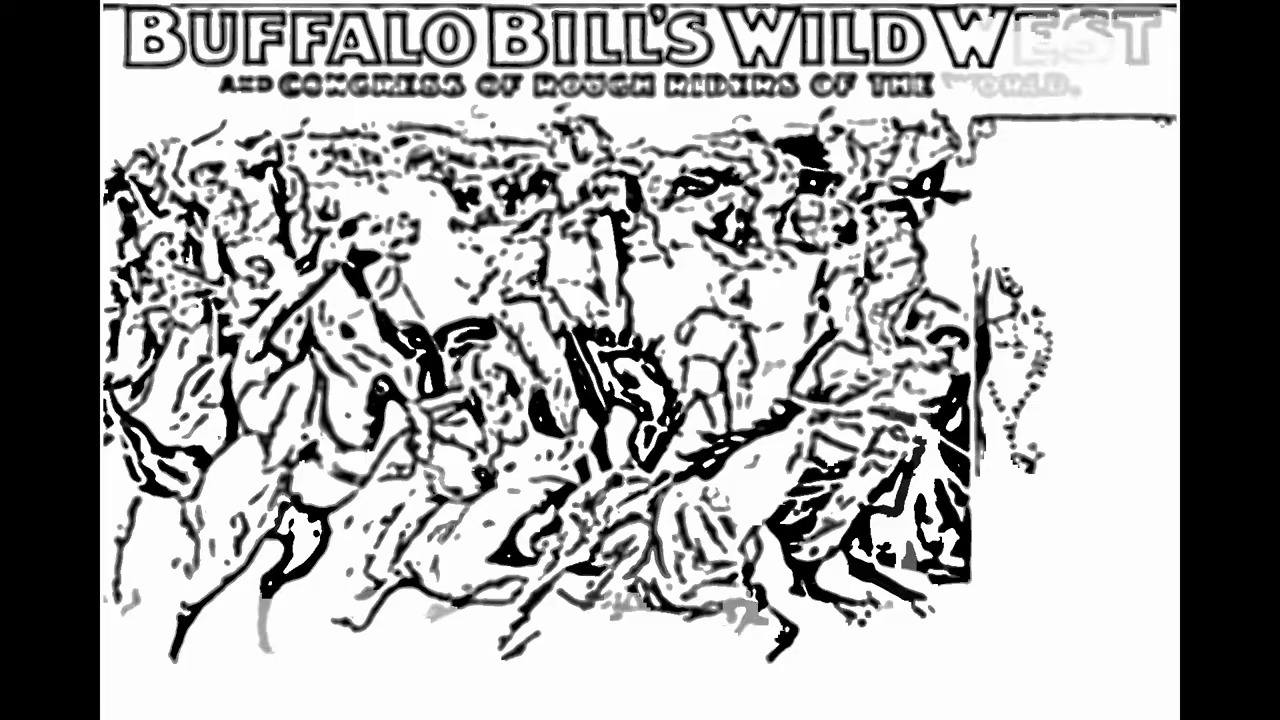 BUFFALO BILL'S WILD WEST
AND CONGRESS OF ROUGH RIDERS OF THE WORLD.